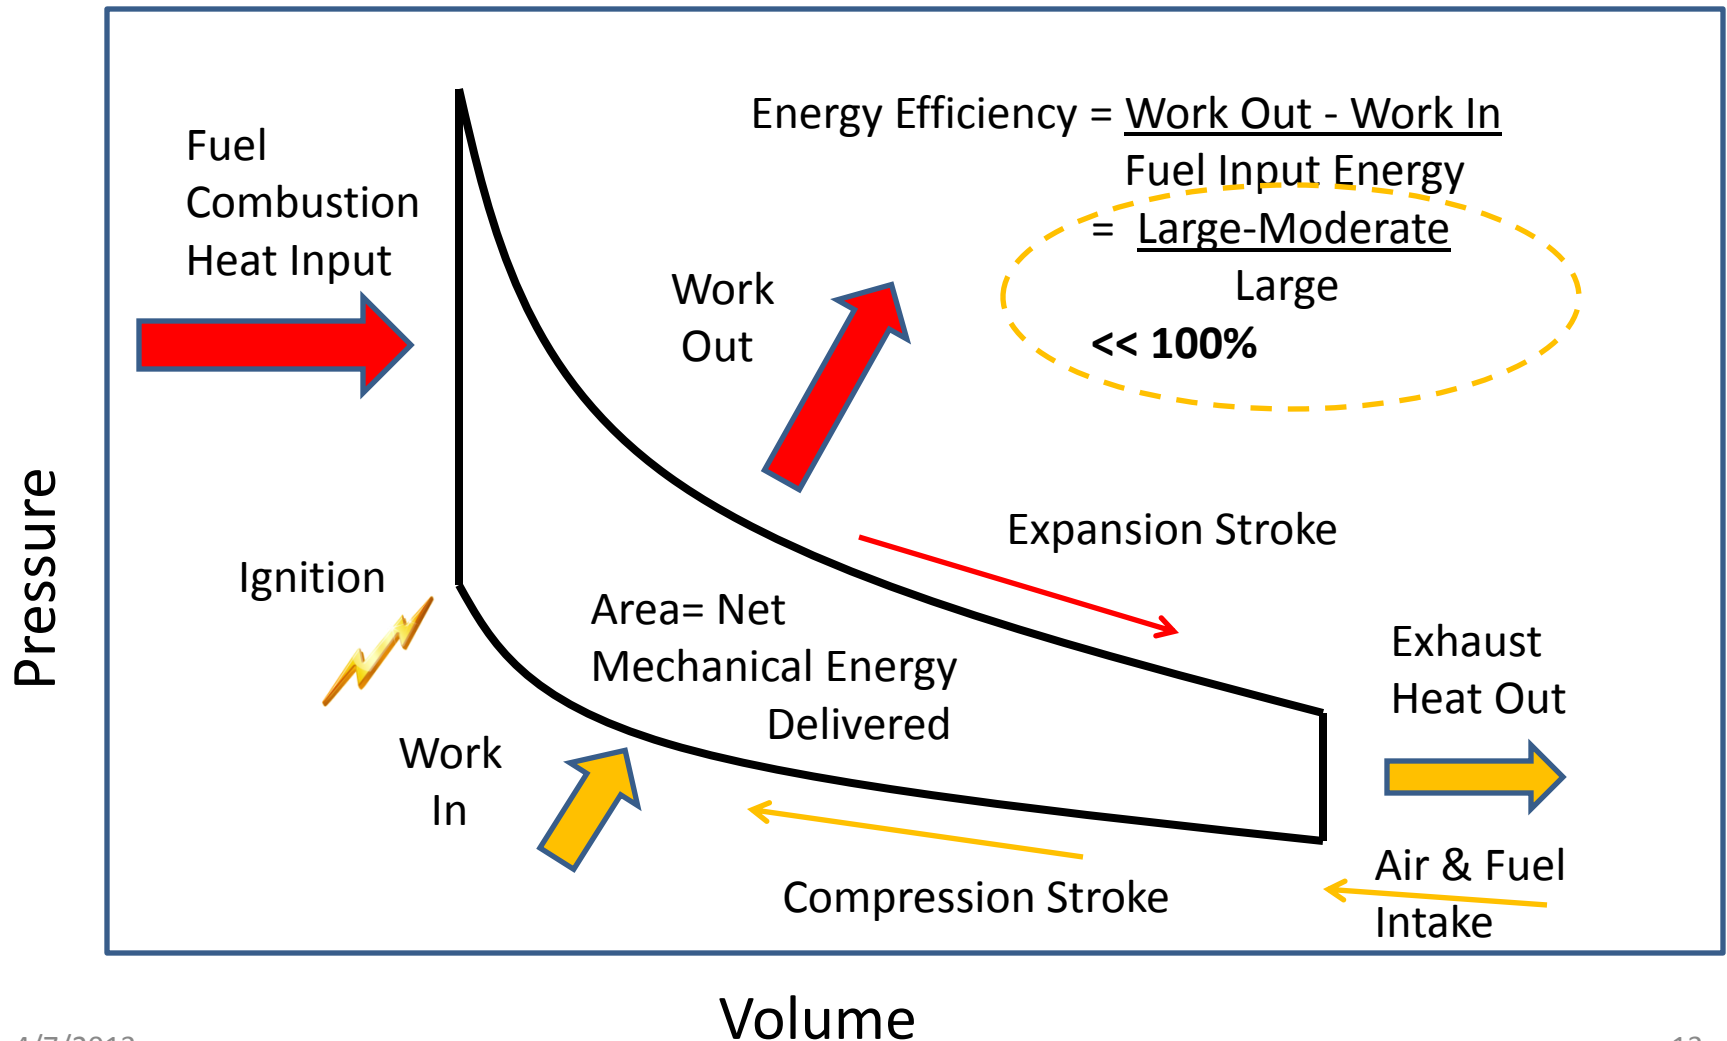 Energy Efficiency = Work Out - Work In
Fuel Input Energy
= Large-Moderate
Large
<< 100%
Fuel
Combustion
Heat Input
Work
Out
Expansion Stroke
Ignition
Area= Net
Mechanical Energy
Delivered
Exhaust
Heat Out
Work
In
Compression Stroke
Air & Fuel
Intake
Pressure
Volume